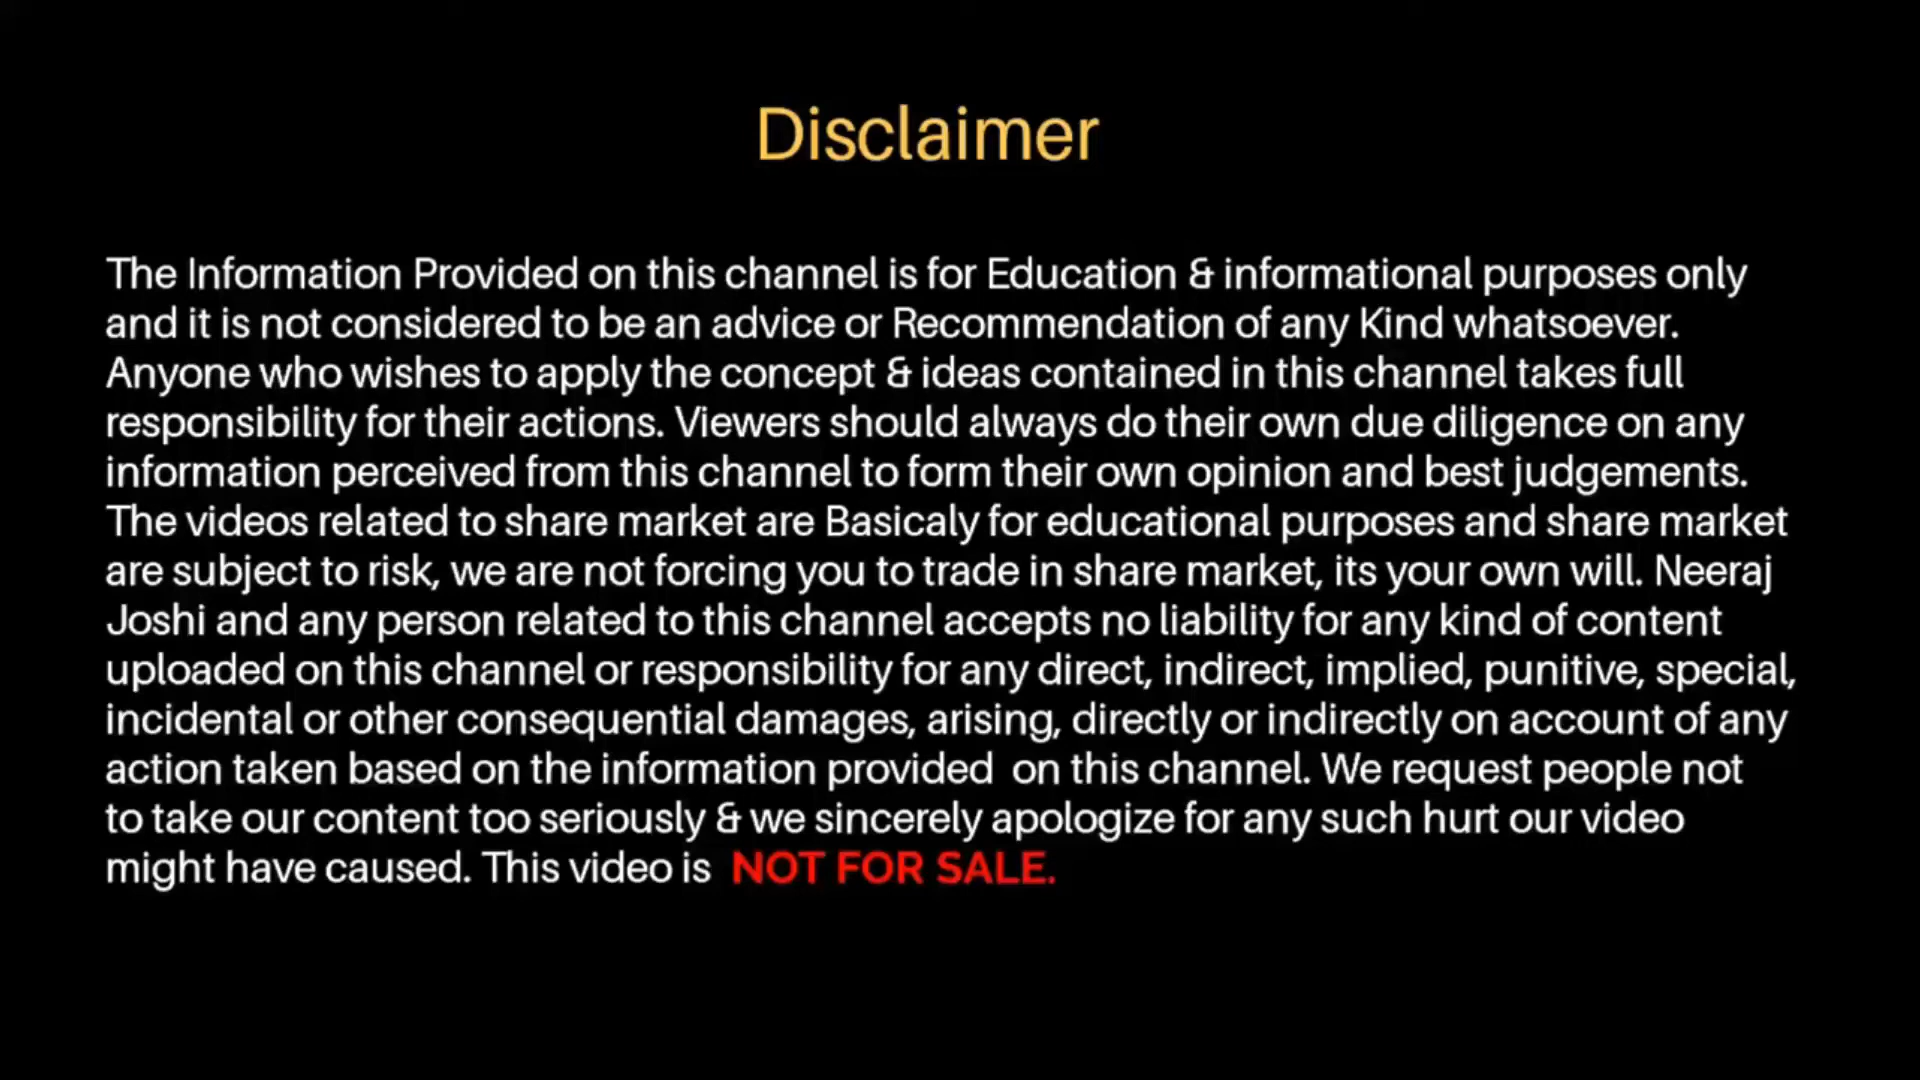 Disclaimer
The Information Provided on this channel is for Education & informational purposes only
and it is not considered to be an advice or Recommendation of any Kind whatsoever.
Anyone who wishes to apply the concept & ideas contained in this channel takes full
responsibility for their actions. Viewers should always do their own due diligence on any
information perceived from this channel to form their own opinion and best judgements.
The videos related to share market are Basicaly for educational purposes and share market
are subject to risk, we are not forcing you to trade in share market, its your own will. Neeraj
Joshi and any person related to this channel accepts no liability for any kind of content
uploaded on this channel or responsibility for any direct, indirect, implied, punitive, special,
incidental or other consequential damages, arising, directly or indirectly on account of any
action taken based on the information provided  on this channel. We request people not
to take our content too seriously & we sincerely apologize for any such hurt our video
might have caused. This video is  NOT FOR SALE.